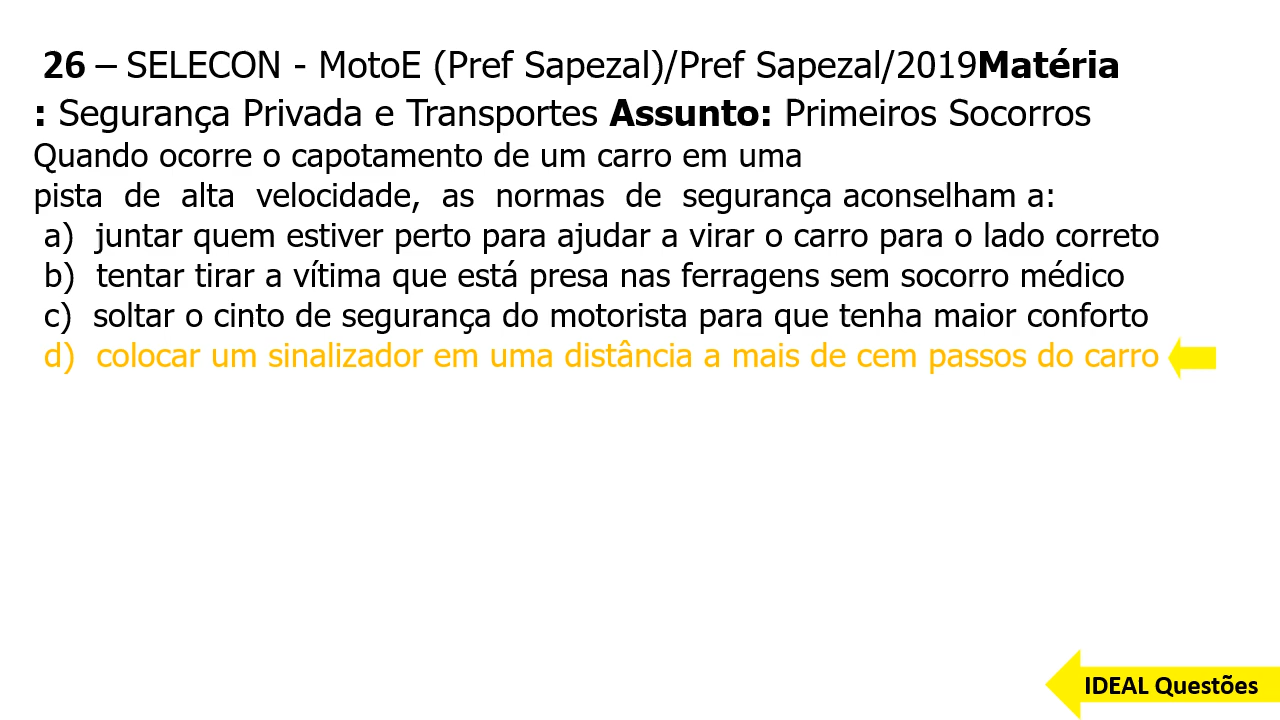 26 – SELECON - MotoE (Pref Sapezal)/Pref Sapezal/2019Matéria
: Segurança Privada e Transportes Assunto: Primeiros Socorros
Quando ocorre o capotamento de um carro em uma
pista de alta velocidade, as normas de segurança aconselham a:
a) juntar quem estiver perto para ajudar a virar o carro para o lado correto
b) tentar tirar a vítima que está presa nas ferragens sem socorro médico
c) soltar o cinto de segurança do motorista para que tenha maior conforto
d) colocar um sinalizador em uma distância a mais de cem passos do carro
IDEAL Questões